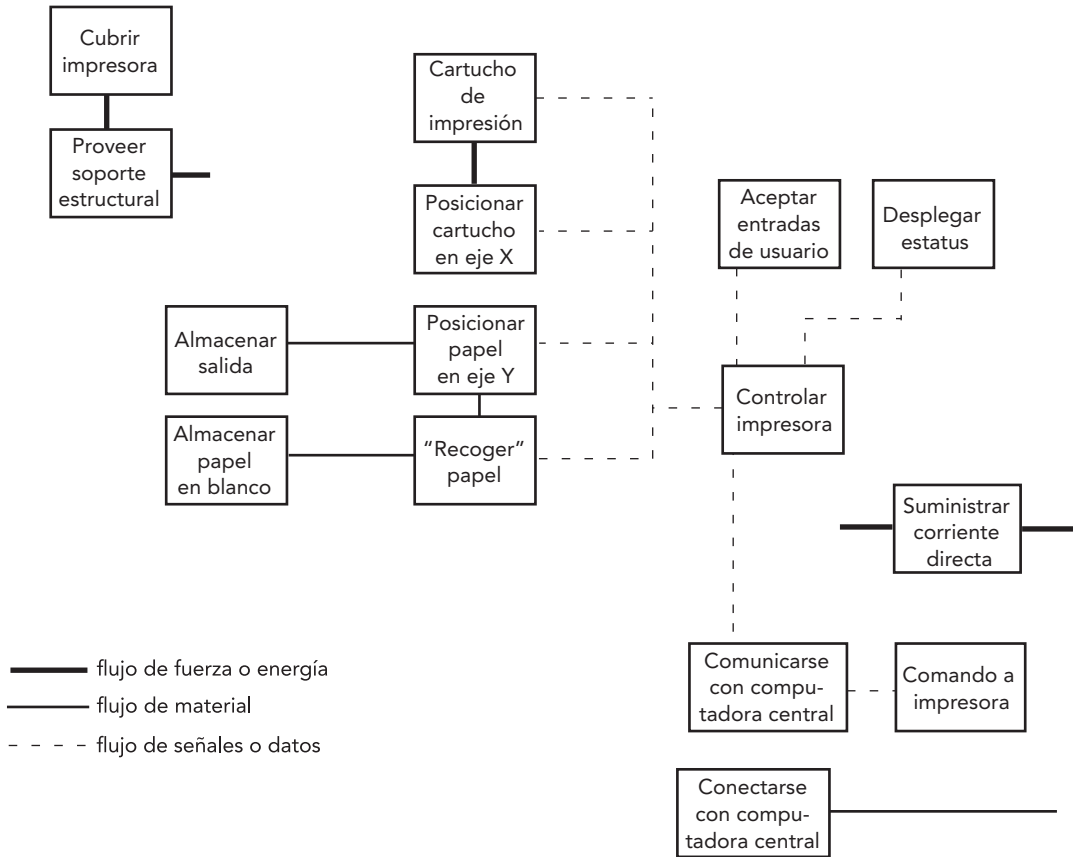 Cubrir
impresora
Proveer
soporte
estructural
Cartucho
de
impresión
Posicionar
cartucho
en eje X
Aceptar
entradas
de usuario
Desplegar
estatus
Almacenar
salida
Posicionar
papel
en eje Y
Controlar
impresora
Almacenar
papel
en blanco
“Recoger”
papel
Suministrar
corriente
directa
Comunicarse
con compu-
tadora central
Comando a
impresora
Conectarse
con compu-
tadora central
flujo de fuerza o energía
flujo de material
flujo de señales o datos